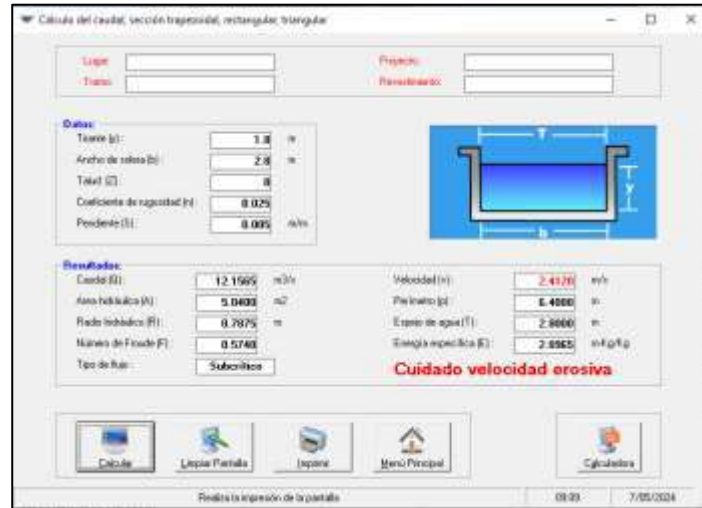 Cálculo del caudal, sección trapezoidal, rectangular, triangular
Lugar: Proyecto:
Tramo: Revestimiento:
Datos:
Tirante (y): 1.8 m
Ancho de solera (b): 2.8 m
Talud (Z): 0
Coeficiente de rugosidad (n): 0.025
Pendiente (S): 0.005 m/m
T
y
b
Resultados:
Caudal (Q): 12.1565 m3/s Velocidad (v): 2.4120 m/s
Area hidráulica (A): 5.0400 m2 Perímetro (p): 6.4000 m
Radio hidráulico (R): 0.7875 m Espejo de agua (T): 2.8000 m
Número de Froude (F): 0.5740 Energía específica (E): 2.0965 m-Kg/Kg
Tipo de flujo: Subcrítico Cuidado velocidad erosiva
Calcular Limpiar Pantalla Imprimir Menú Principal Calculadora
Realiza la impresión de la pantalla 09:09 7/05/2024